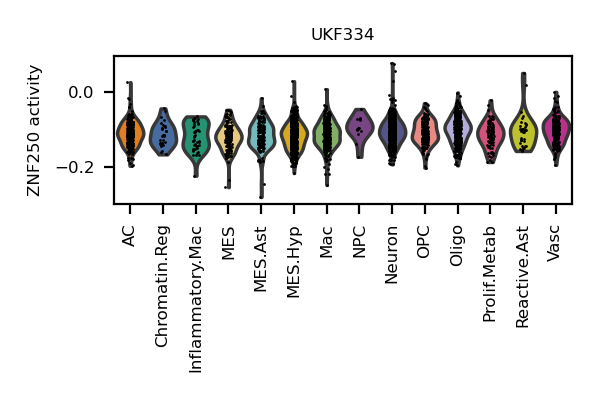 UKF334
ZNF250 activity
0.0
−0.2
AC
Chromatin.Reg
Inflammatory.Mac
MES
MES.Ast
MES.Hyp
Mac
NPC
Neuron
OPC
Oligo
Prolif.Metab
Reactive.Ast
Vasc